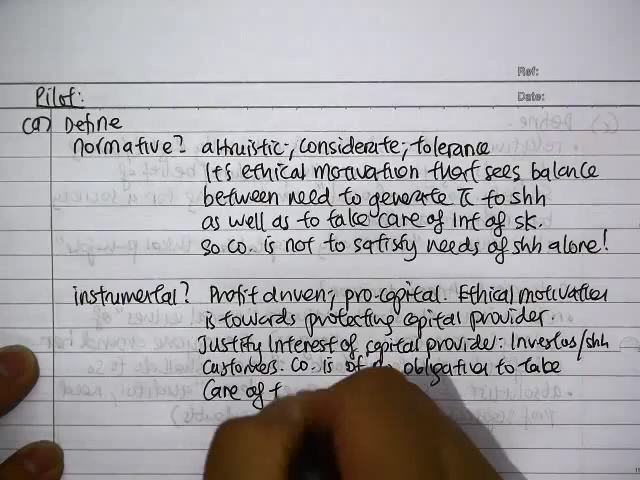 Ref:
Pilot:
Date:
(a) Define
normative? altruistic; considerate; tolerance
It's ethical motivation that sees balance
between need to generate π to shh
as well as to take care of int of sk.
So co. is not to satisfy needs of shh alone!
instrumental? Profit driven; pro-capital. Ethical motivation
is towards protecting capital provider.
Justify interest of capital provider: Investors/shh
customers. Co. is of no obligation to take
care of